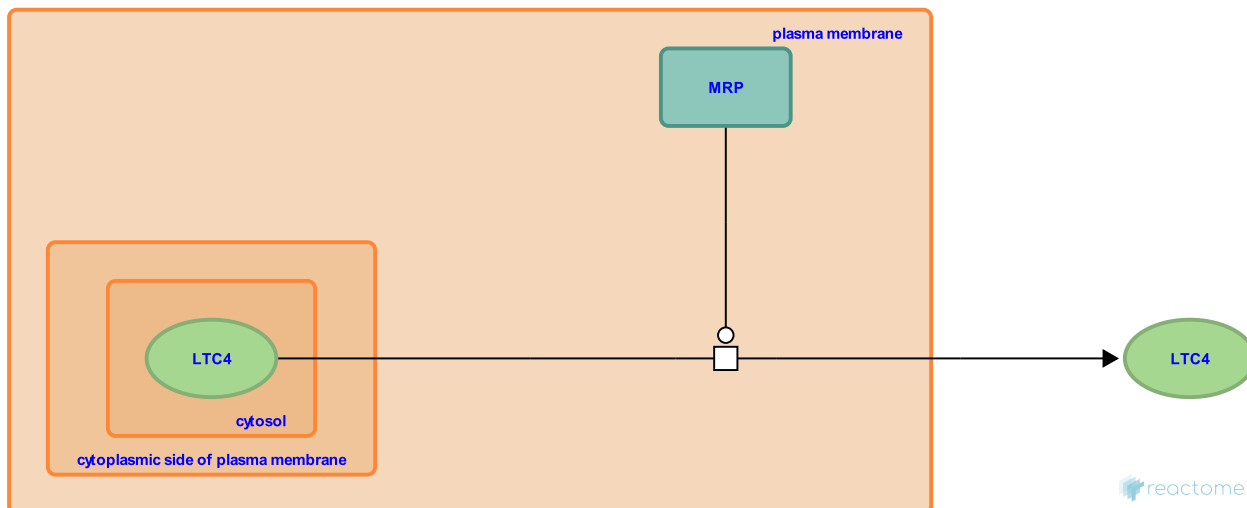 plasma membrane
MRP
LTC4
LTC4
cytosol
cytoplasmic side of plasma membrane
reactome